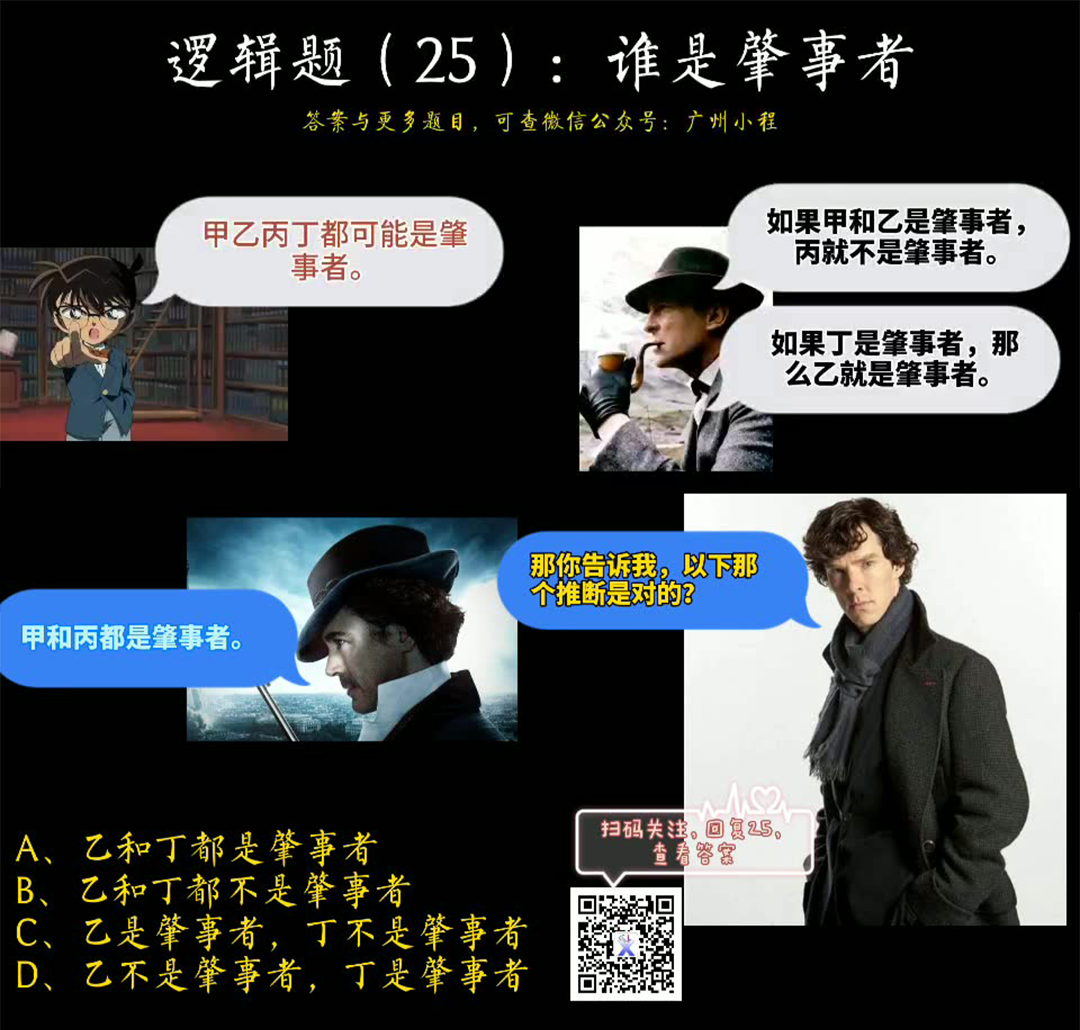 逻辑题（25）：谁是肇事者
答案与更多题目，可查微信公众号：广州小程
甲乙丙丁都可能是肇
事者。
如果甲和乙是肇事者，
丙就不是肇事者。
如果丁是肇事者，那
么乙就是肇事者。
甲和丙都是肇事者。
那你告诉我，以下那
个推断是对的？
A、乙和丁都是肇事者
B、乙和丁都不是肇事者
C、乙是肇事者，丁不是肇事者
D、乙不是肇事者，丁是肇事者
扫码关注，回复25，
查看答案